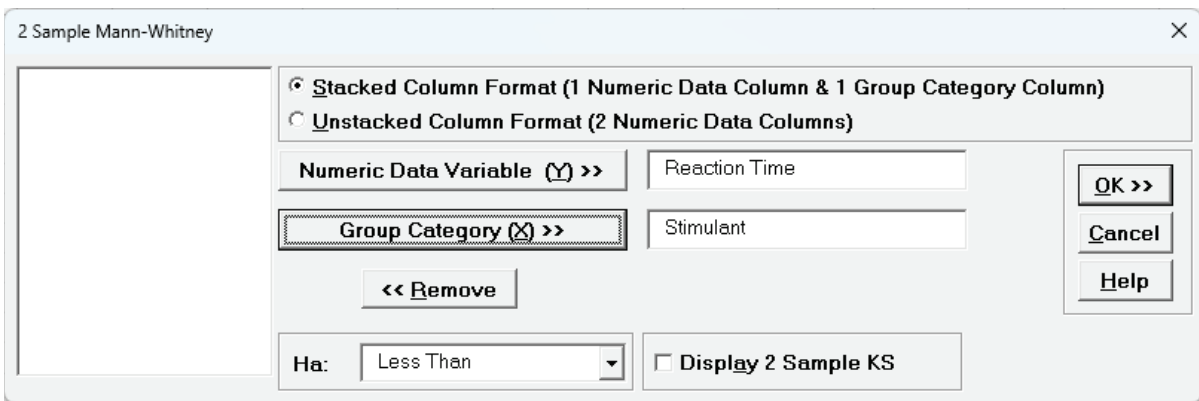 2 Sample Mann-Whitney
Stacked Column Format (1 Numeric Data Column & 1 Group Category Column)
Unstacked Column Format (2 Numeric Data Columns)
Numeric Data Variable (Y) >>
Reaction Time
Group Category (X) >>
Stimulant
<< Remove
OK >>
Cancel
Help
Ha:
Less Than
Display 2 Sample KS